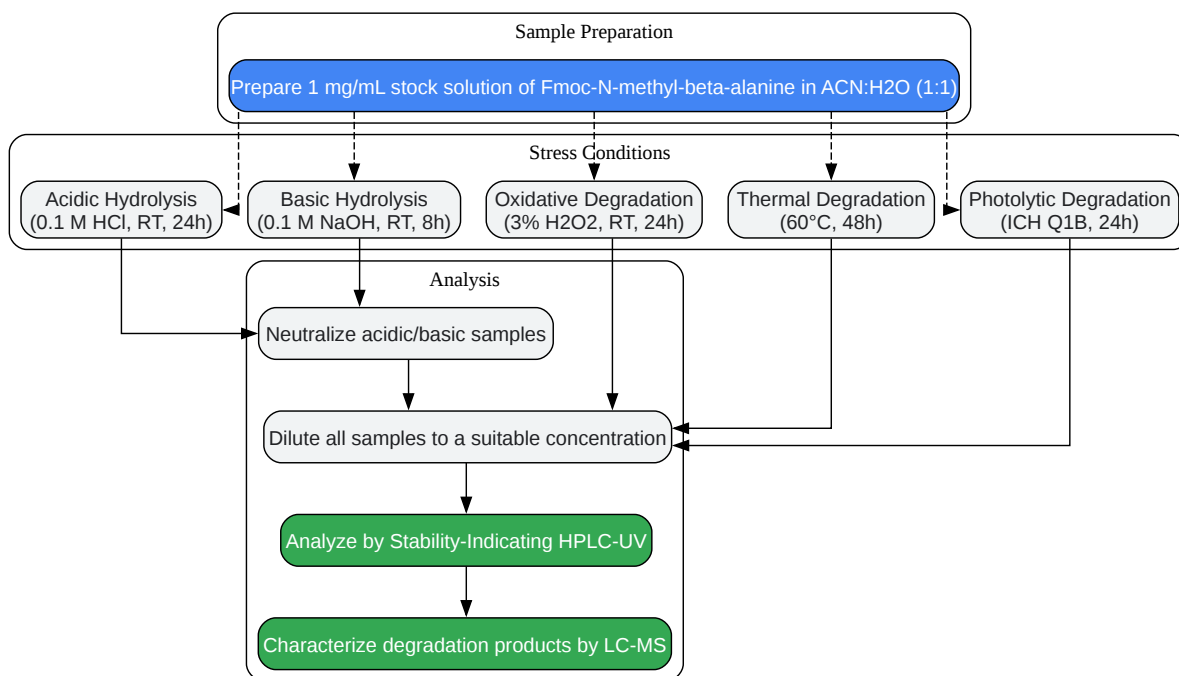 Sample Preparation
Prepare 1 mg/mL stock solution of Fmoc-N-methyl-beta-alanine in ACN:H2O (1:1)
Stress Conditions
Acidic Hydrolysis
(0.1 M HCl, RT, 24h)
Basic Hydrolysis
(0.1 M NaOH, RT, 8h)
Oxidative Degradation
(3% H2O2, RT, 24h)
Thermal Degradation
(60°C, 48h)
Photolytic Degradation
(ICH Q1B, 24h)
Analysis
Neutralize acidic/basic samples
Dilute all samples to a suitable concentration
Analyze by Stability-Indicating HPLC-UV
Characterize degradation products by LC-MS